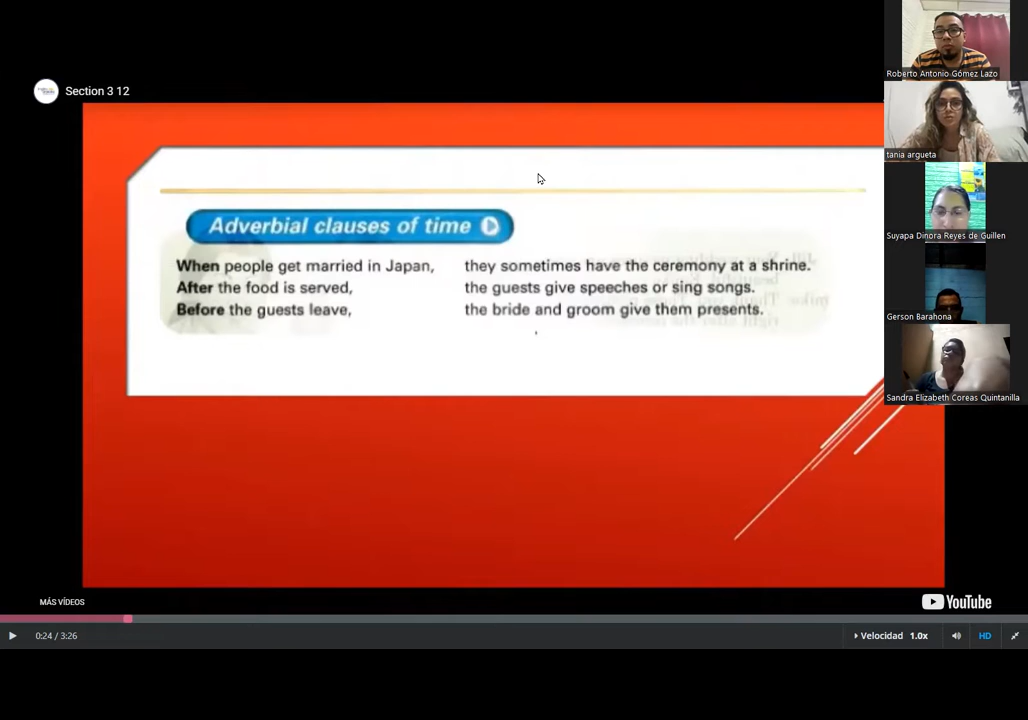 Section 3 12
Adverbial clauses of time
When people get married in Japan, they sometimes have the ceremony at a shrine.
After the food is served, the guests give speeches or sing songs.
Before the guests leave, the bride and groom give them presents.
Roberto Antonio Gómez Lazo
tania argueta
Suyapa Dinora Reyes de Guillen
Gerson Barahona
Sandra Elizabeth Coreas Quintanilla
MÁS VÍDEOS
YouTube
0:24 / 3:26
Velocidad 1.0x
HD